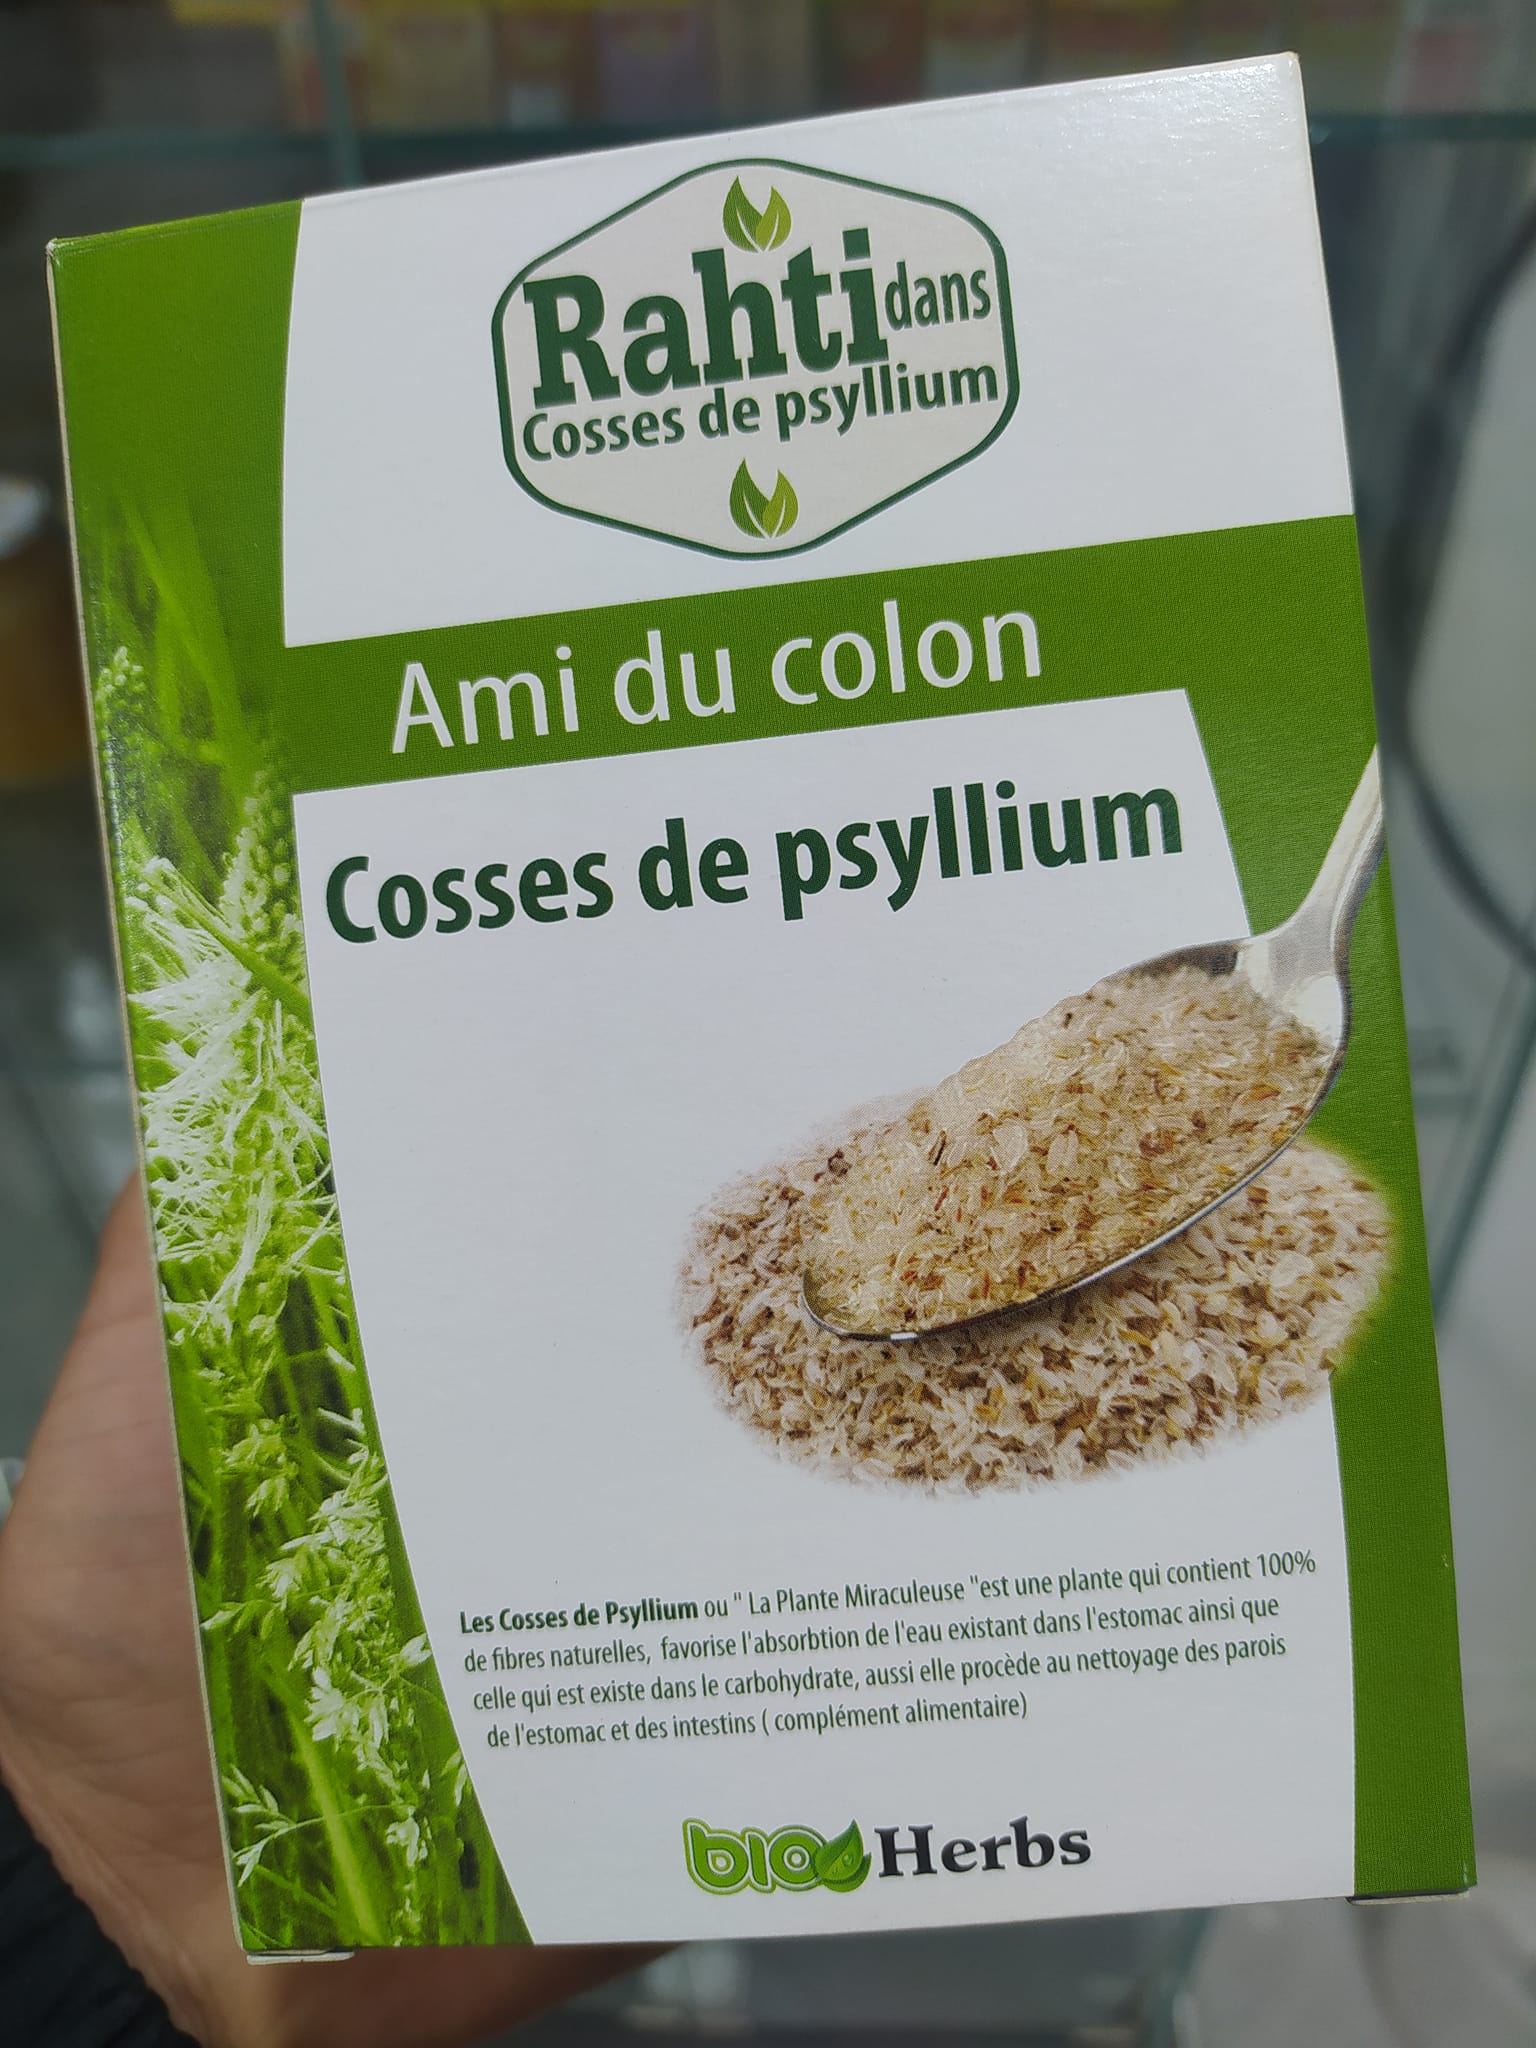 Rahti dans
Cosses de psyllium
Ami du colon
Cosses de psyllium
Les Cosses de Psyllium ou " La Plante Miraculeuse "est une plante qui contient 100%
de fibres naturelles, favorise l'absorbtion de l'eau existant dans l'estomac ainsi que
celle qui est existe dans le carbohydrate, aussi elle procède au nettoyage des parois
de l'estomac et des intestins ( complément alimentaire)
bio Herbs